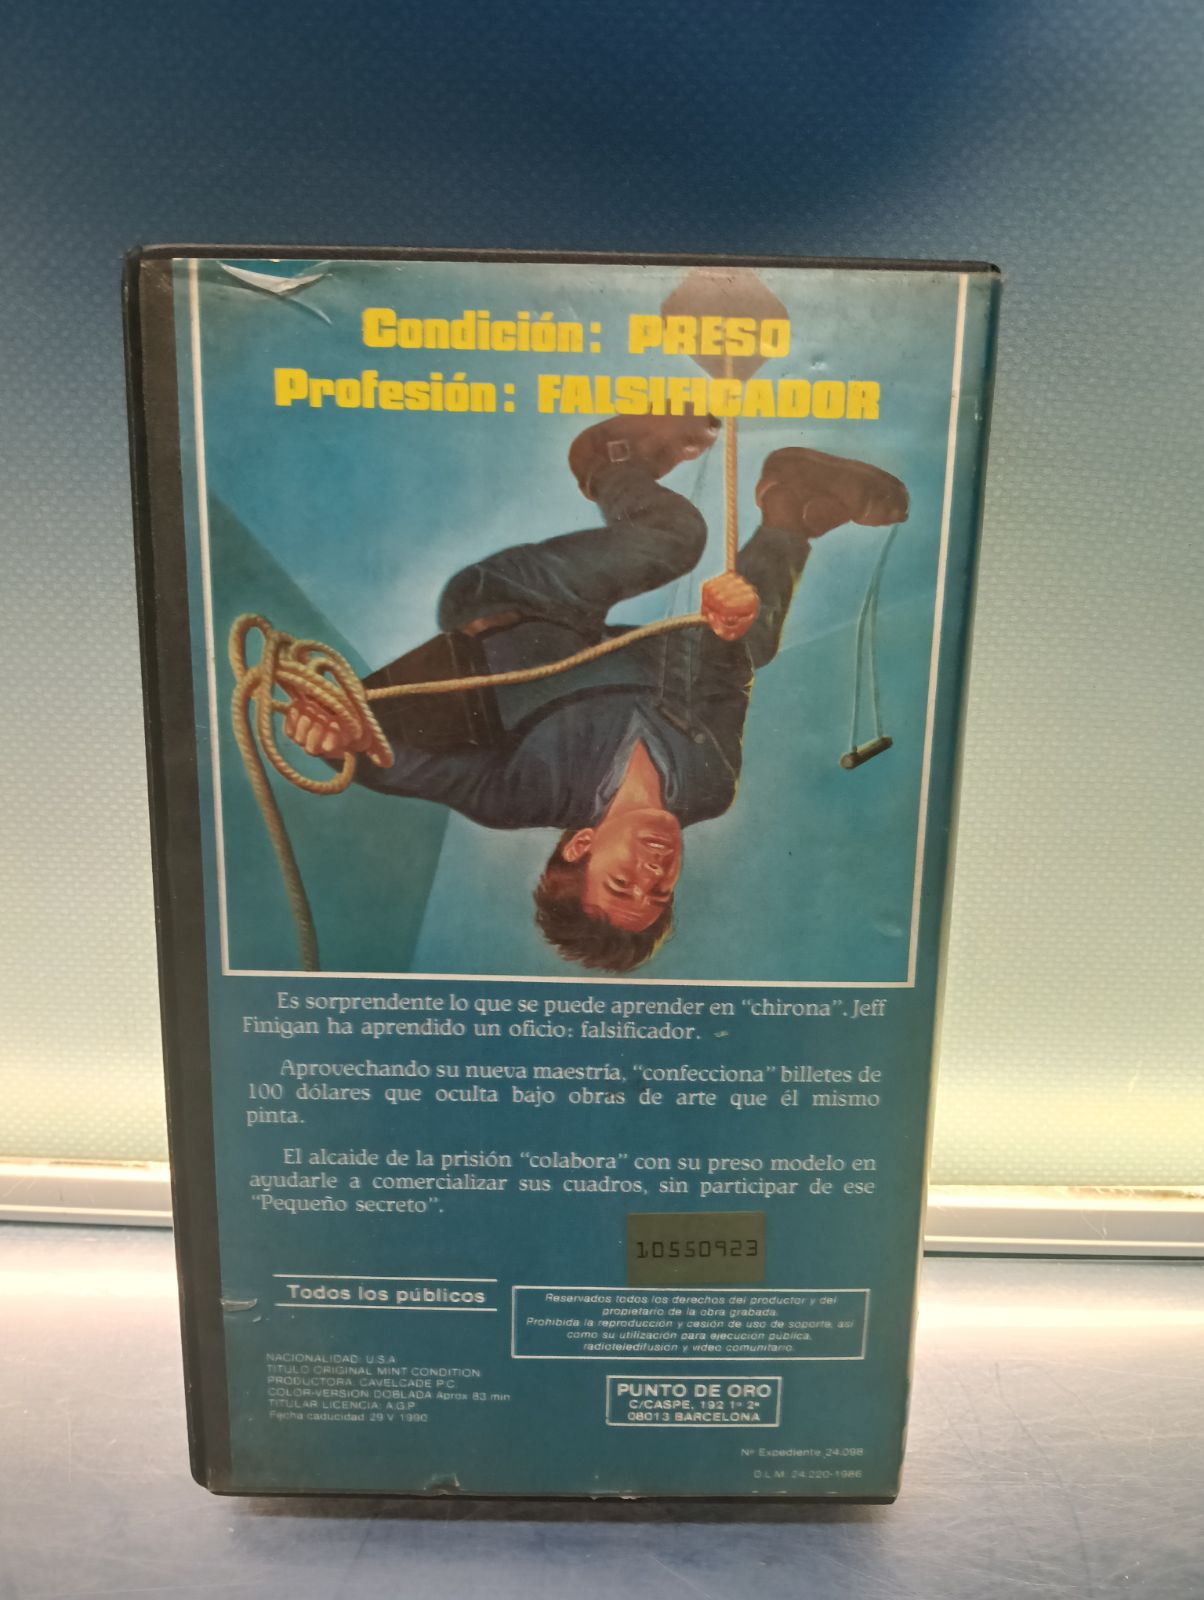 Condición: PRESO
Profesión: FALSIFICADOR
Es sorprendente lo que se puede aprender en "chirona". Jeff
Finigan ha aprendido un oficio: falsificador.
Aprovechando su nueva maestría, "confecciona" billetes de
100 dólares que oculta bajo obras de arte que él mismo
pinta.
El alcaide de la prisión "colabora" con su preso modelo en
ayudarle a comercializar sus cuadros, sin participar de ese
"Pequeño secreto".
10550923
Todos los públicos
Reservados todos los derechos del productor y del
propietario de la obra grabada.
Prohibida la reproducción y cesión de uso de soporte, así
como su utilización para ejecución pública,
radioteledifusión y vídeo comunitario.
NACIONALIDAD: U.S.A.
TITULO ORIGINAL MINT CONDITION
PRODUCTORA: CAVELCADE P.C.
COLOR-VERSION DOBLADA Aprox 83 min
TITULAR LICENCIA: A.G.P.
Fecha caducidad 29 V 1990
PUNTO DE ORO
C/CASPE, 192 1º 2ª
08013 BARCELONA
Nº Expediente 24.098
D.L.M. 24.220-1986